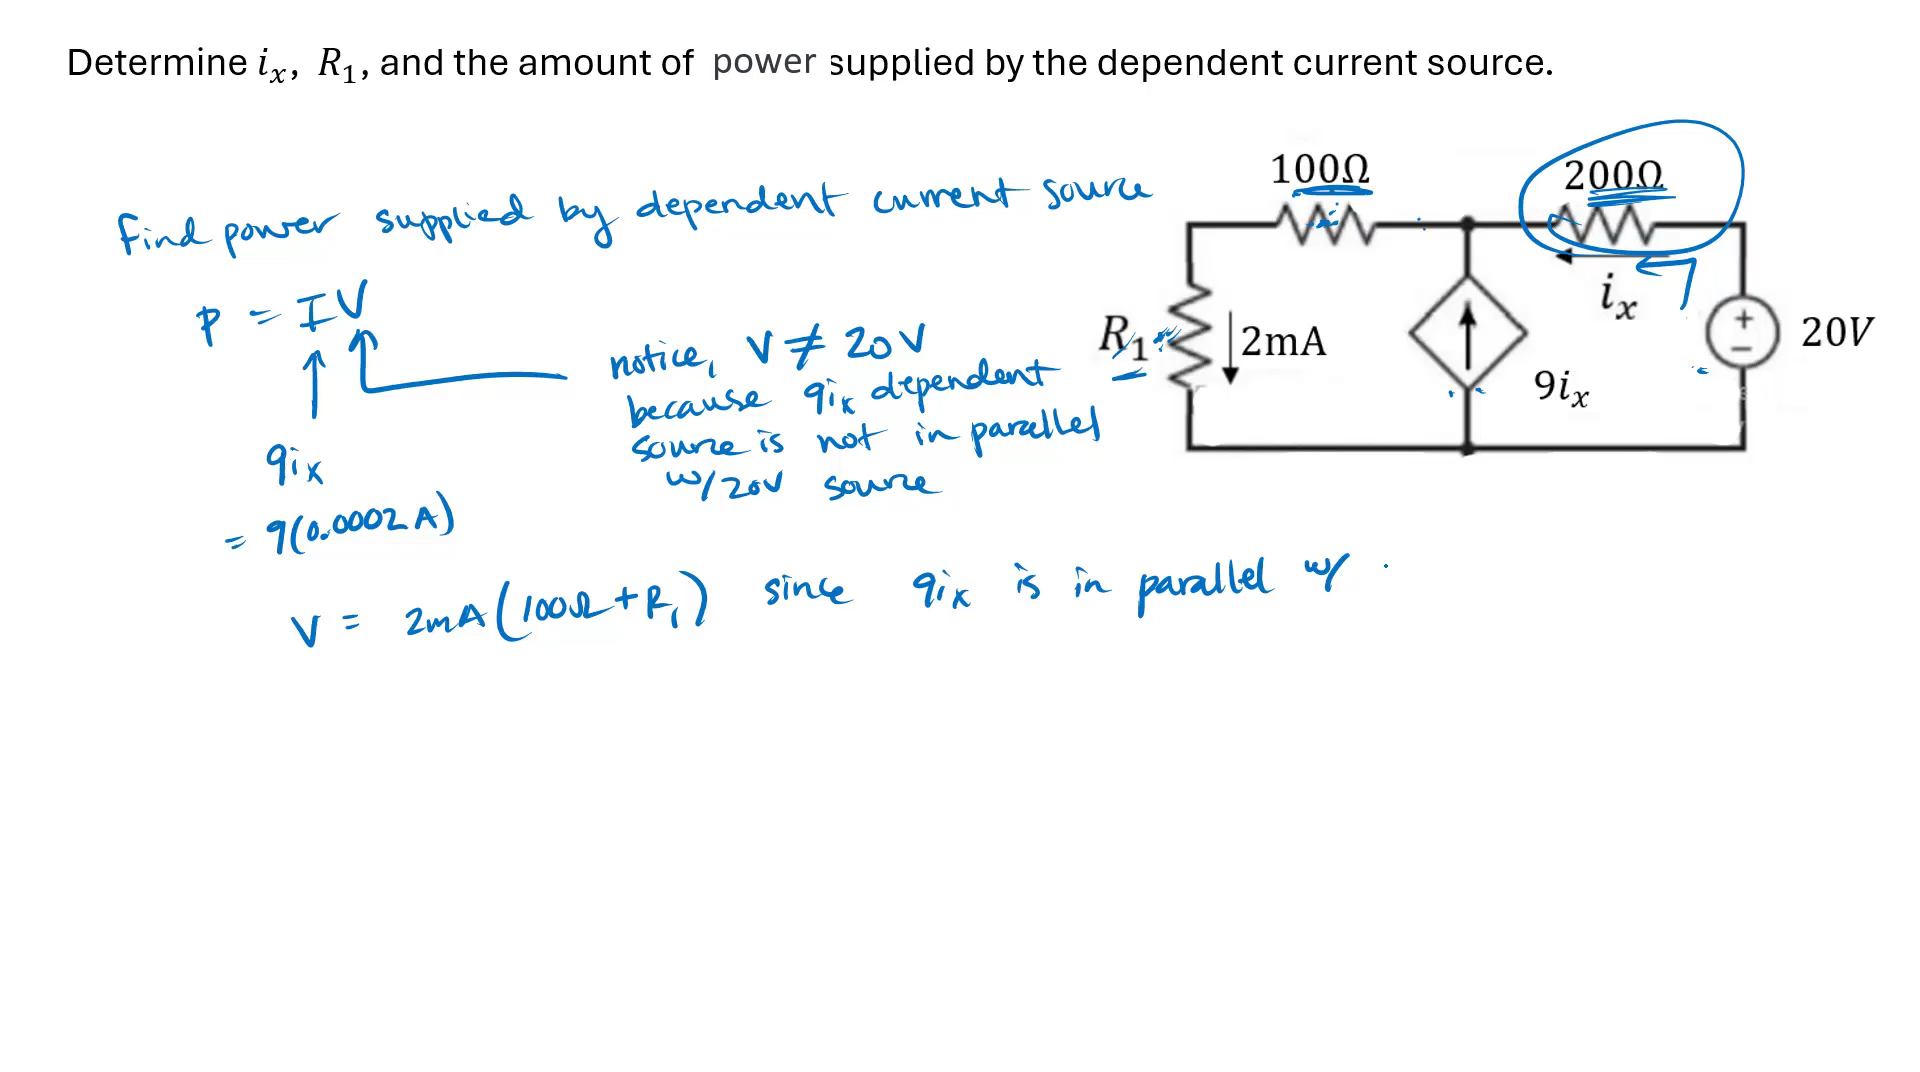 Determine iₓ, R₁, and the amount of power supplied by the dependent current source.
Find power supplied by dependent current source
P = IV
9iₓ
= 9(0.0002A)
notice, V ≠ 20V
because 9iₓ dependent
source is not in parallel
w/20V source
V = 2mA(100Ω+R₁) since 9iₓ is in parallel w/
100Ω
200Ω
iₓ
R₁
2mA
9iₓ
+
−
20V